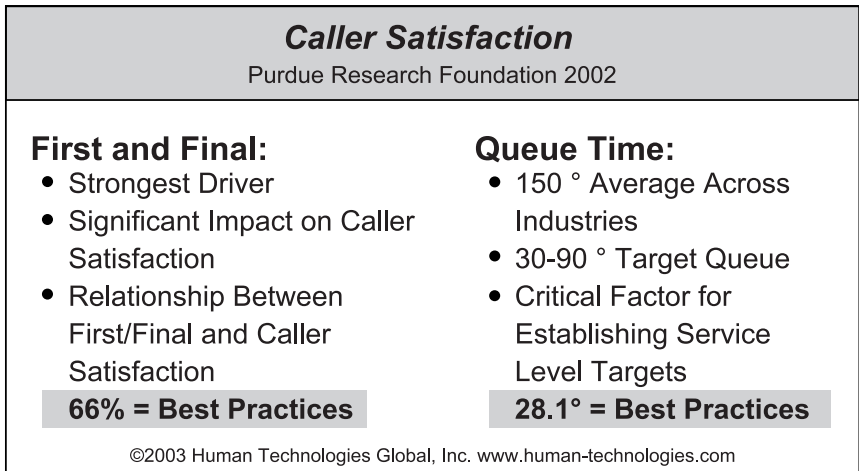 Caller Satisfaction
Purdue Research Foundation 2002
First and Final:
• Strongest Driver
• Significant Impact on Caller
Satisfaction
• Relationship Between
First/Final and Caller
Satisfaction
66% = Best Practices
Queue Time:
• 150 ° Average Across
Industries
• 30-90 ° Target Queue
• Critical Factor for
Establishing Service
Level Targets
28.1° = Best Practices
©2003 Human Technologies Global, Inc. www.human-technologies.com